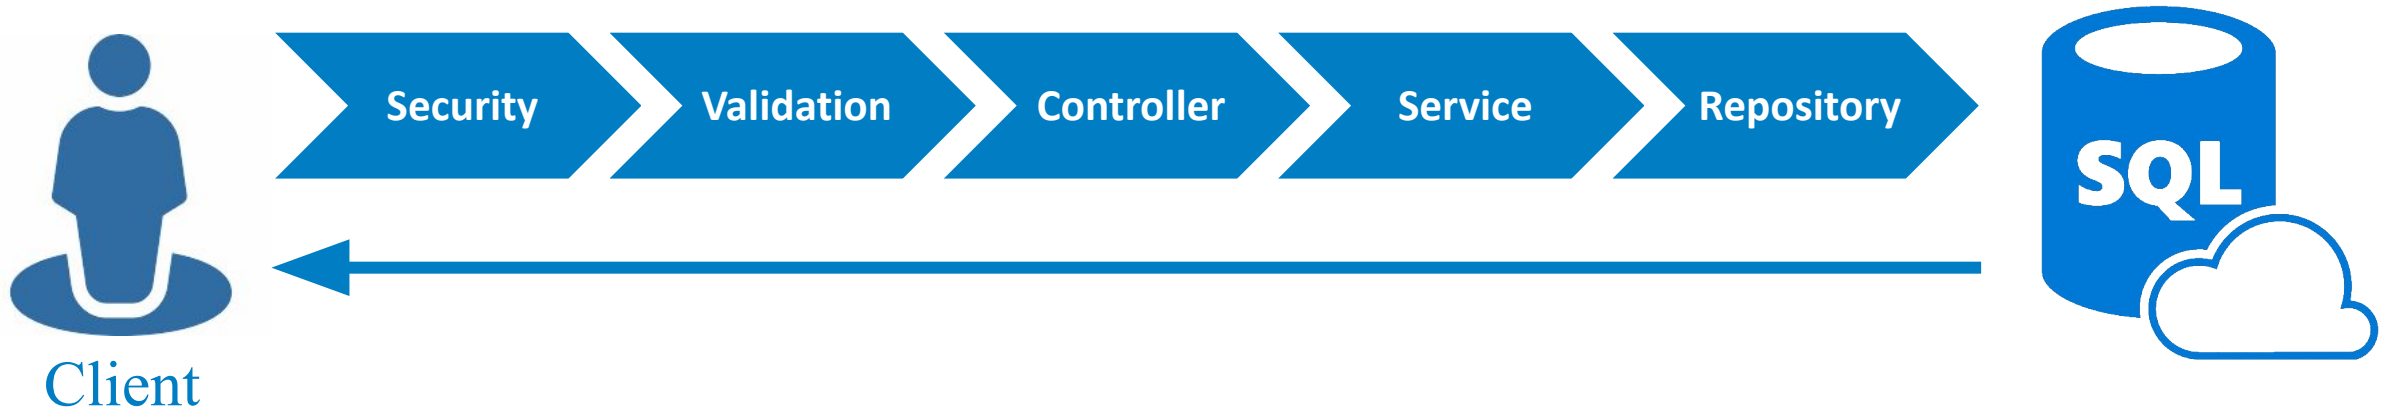 Security
Validation
Controller
Service
Repository
SQL
Client